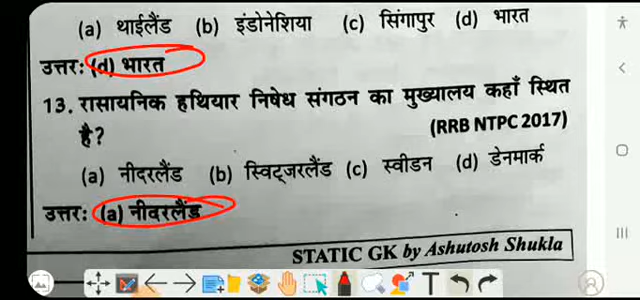 (a) थाईलैंड (b) इंडोनेशिया (c) सिंगापुर (d) भारत
उत्तरः (d) भारत
13. रासायनिक हथियार निषेध संगठन का मुख्यालय कहाँ स्थित
है?
(RRB NTPC 2017)
(a) नीदरलैंड (b) स्विट्जरलैंड (c) स्वीडन (d) डेनमार्क
उत्तरः (a) नीदरलैंड
STATIC GK by Ashutosh Shukla